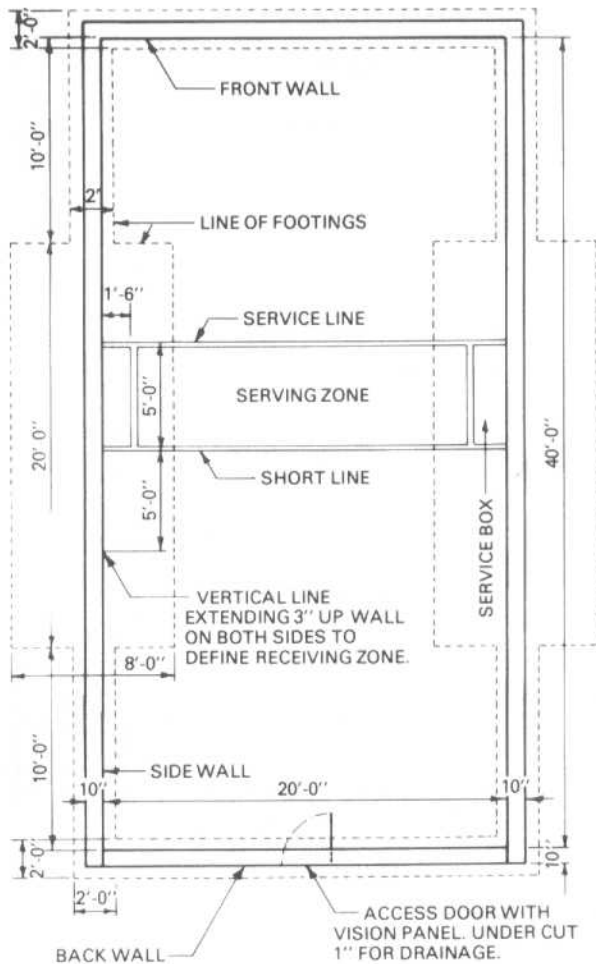 2'-0"
FRONT WALL
10'-0"
2'
LINE OF FOOTINGS
1'-6"
SERVICE LINE
5'-0"
SERVING ZONE
20' 0"
40'-0"
SHORT LINE
5'-0"
SERVICE BOX
VERTICAL LINE
EXTENDING 3" UP WALL
ON BOTH SIDES TO
DEFINE RECEIVING ZONE.
8'-0"
10'-0"
SIDE WALL
10"
20'-0"
10"
2'-0"
10"
2'-0"
ACCESS DOOR WITH
VISION PANEL. UNDER CUT
1" FOR DRAINAGE.
BACK WALL